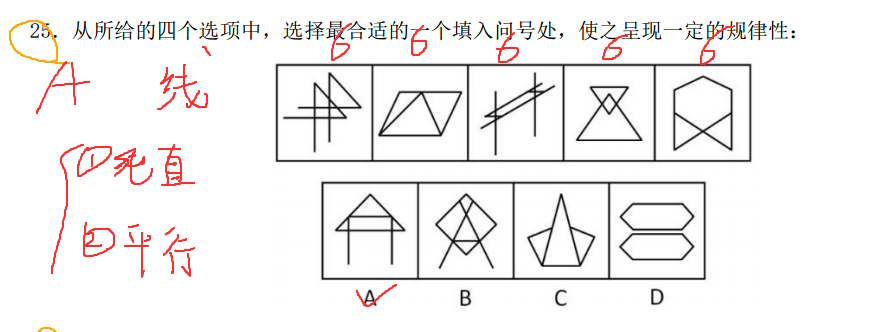 25. 从所给的四个选项中，选择最合适的一个填入问号处，使之呈现一定的规律性：
6 6 6 6 6
A 线
①纯直
②平行
A B C D